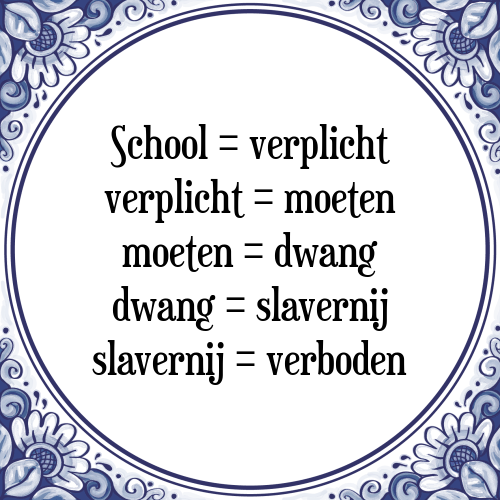 School = verplicht
verplicht = moeten
moeten = dwang
dwang = slavernij
slavernij = verboden